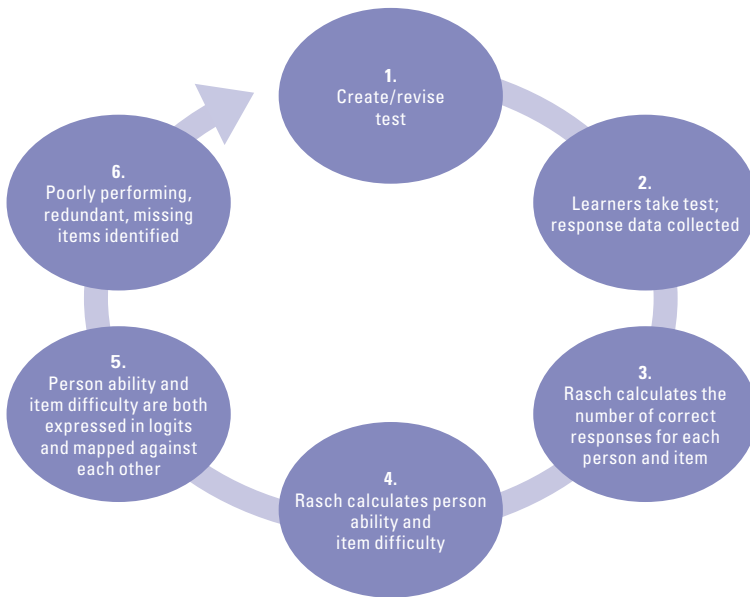 1.
Create/revise
test
2.
Learners take test;
response data collected
3.
Rasch calculates the
number of correct
responses for each
person and item
4.
Rasch calculates person
ability and
item difficulty
5.
Person ability and
item difficulty are both
expressed in logits
and mapped against
each other
6.
Poorly performing,
redundant, missing
items identified